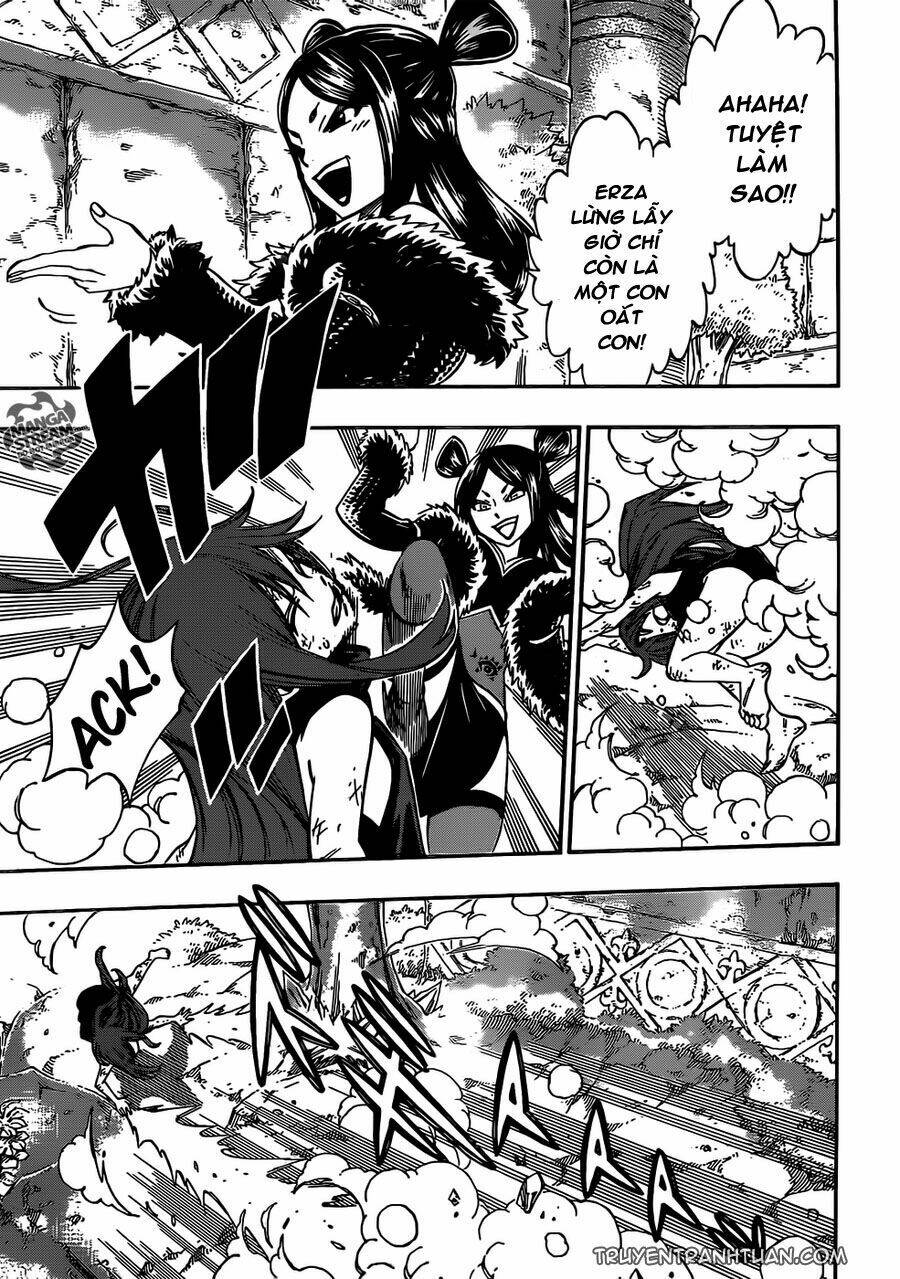 AHAHA!
TUYỆT
LÀM
SAO!!
ERZA
LỪNG LẪY
GIỜ CHỈ
CÒN LÀ
MỘT CON
OẮT
CON!
MANGA
STREAM
ACK!
TRUYENTRANHTUAN.COM